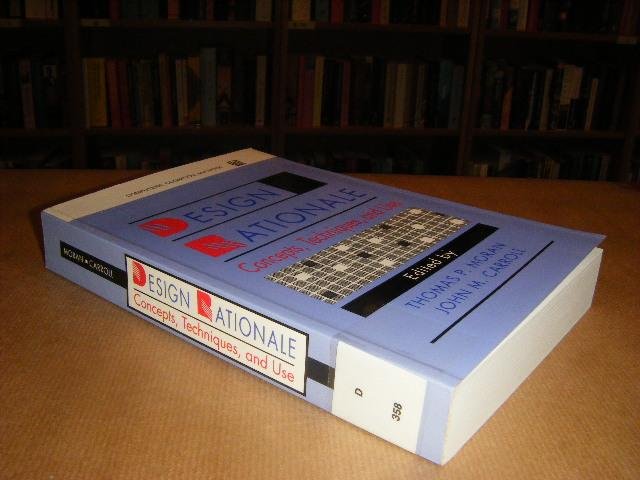 DESIGN
RATIONALE
Concepts, Techniques, and Use
Edited by
THOMAS P. MORAN
JOHN M. CARROLL
MORAN • CARROLL
DESIGN RATIONALE
Concepts, Techniques, and Use
D
358